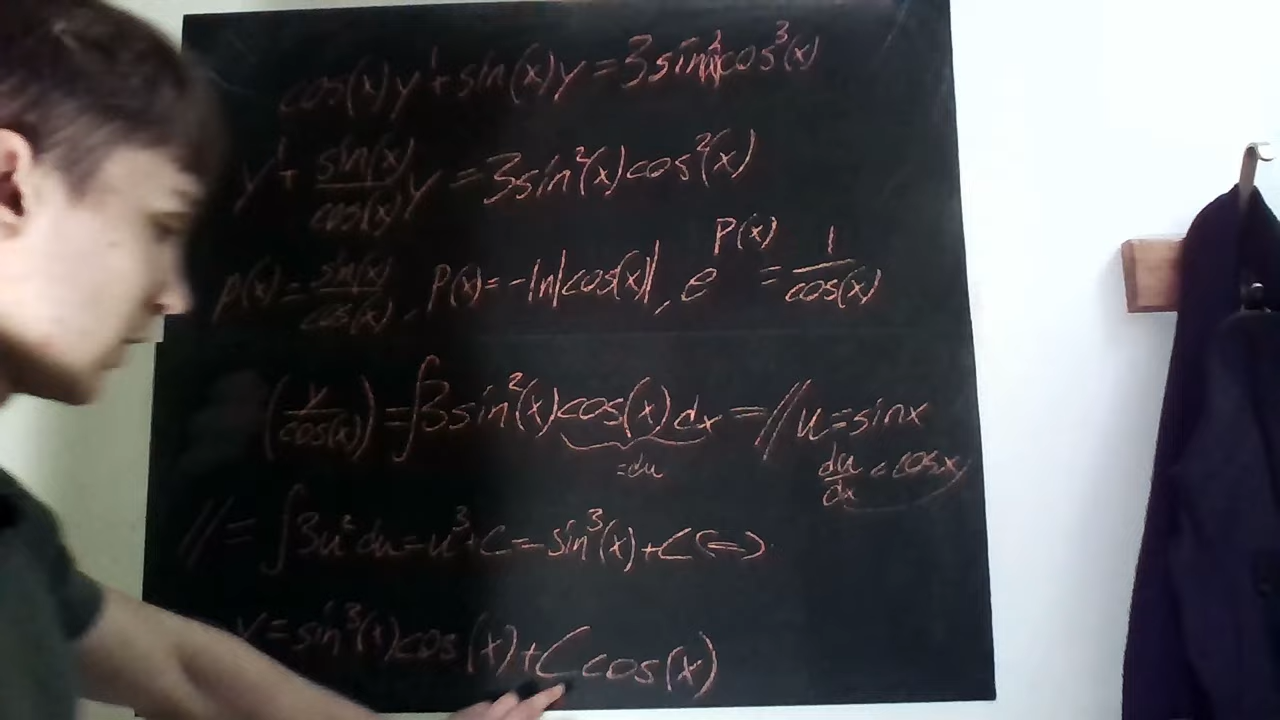 cos(x)y'+sin(x)y=3sin²(x)cos³(x)
y'+ sin(x)/cos(x) y=3sin²(x)cos²(x)
p(x)= sin(x)/cos(x), P(x)=-ln|cos(x)|, e^P(x) = 1/cos(x)
(y/cos(x))=∫3sin²(x)cos(x)dx=//u=sinx
=du du/dx=cosx
//=∫3u²du=u³+C=sin³(x)+C<=>
y=sin³(x)cos(x)+Ccos(x)